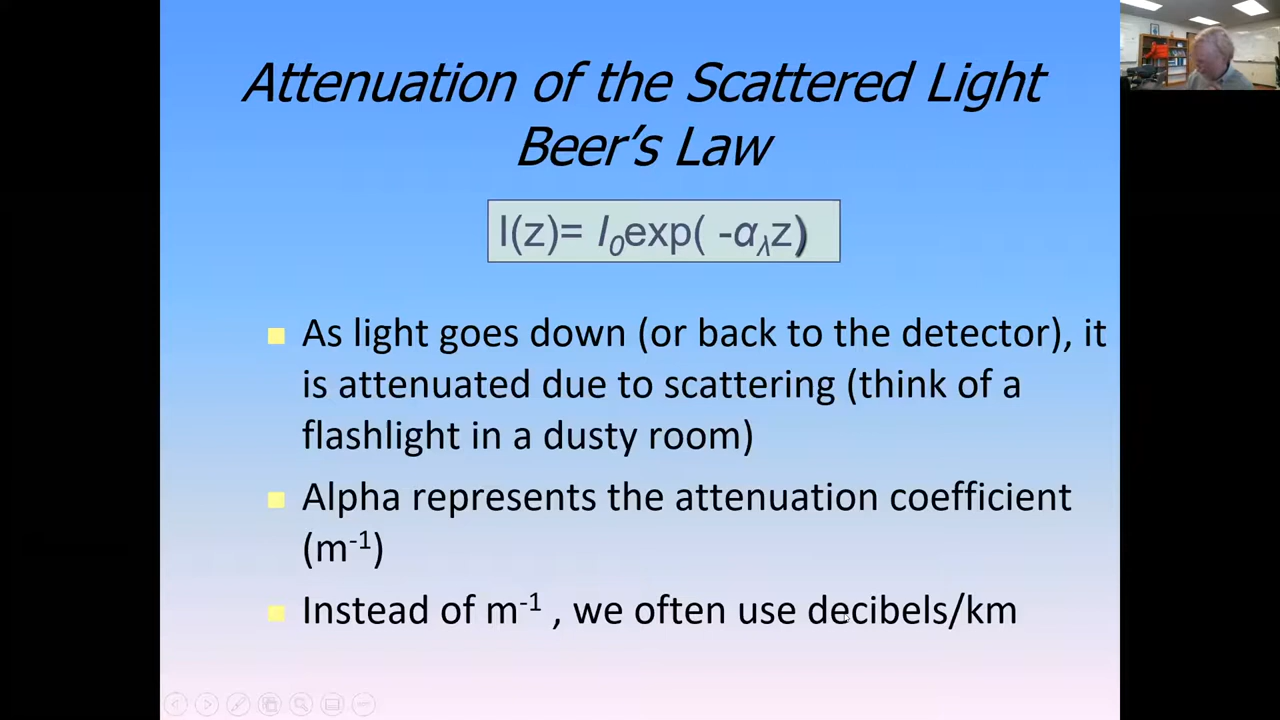 Attenuation of the Scattered Light
Beer’s Law
I(z)= I₀exp( -αλz)
As light goes down (or back to the detector), it
is attenuated due to scattering (think of a
flashlight in a dusty room)
Alpha represents the attenuation coefficient
(m⁻¹)
Instead of m⁻¹ , we often use decibels/km